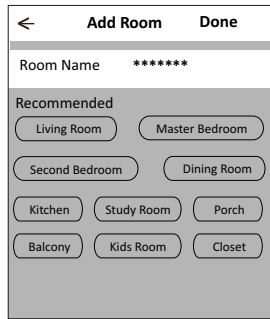 Add Room Done
Room Name *******
Recommended
Living Room Master Bedroom
Second Bedroom Dining Room
Kitchen Study Room Porch
Balcony Kids Room Closet